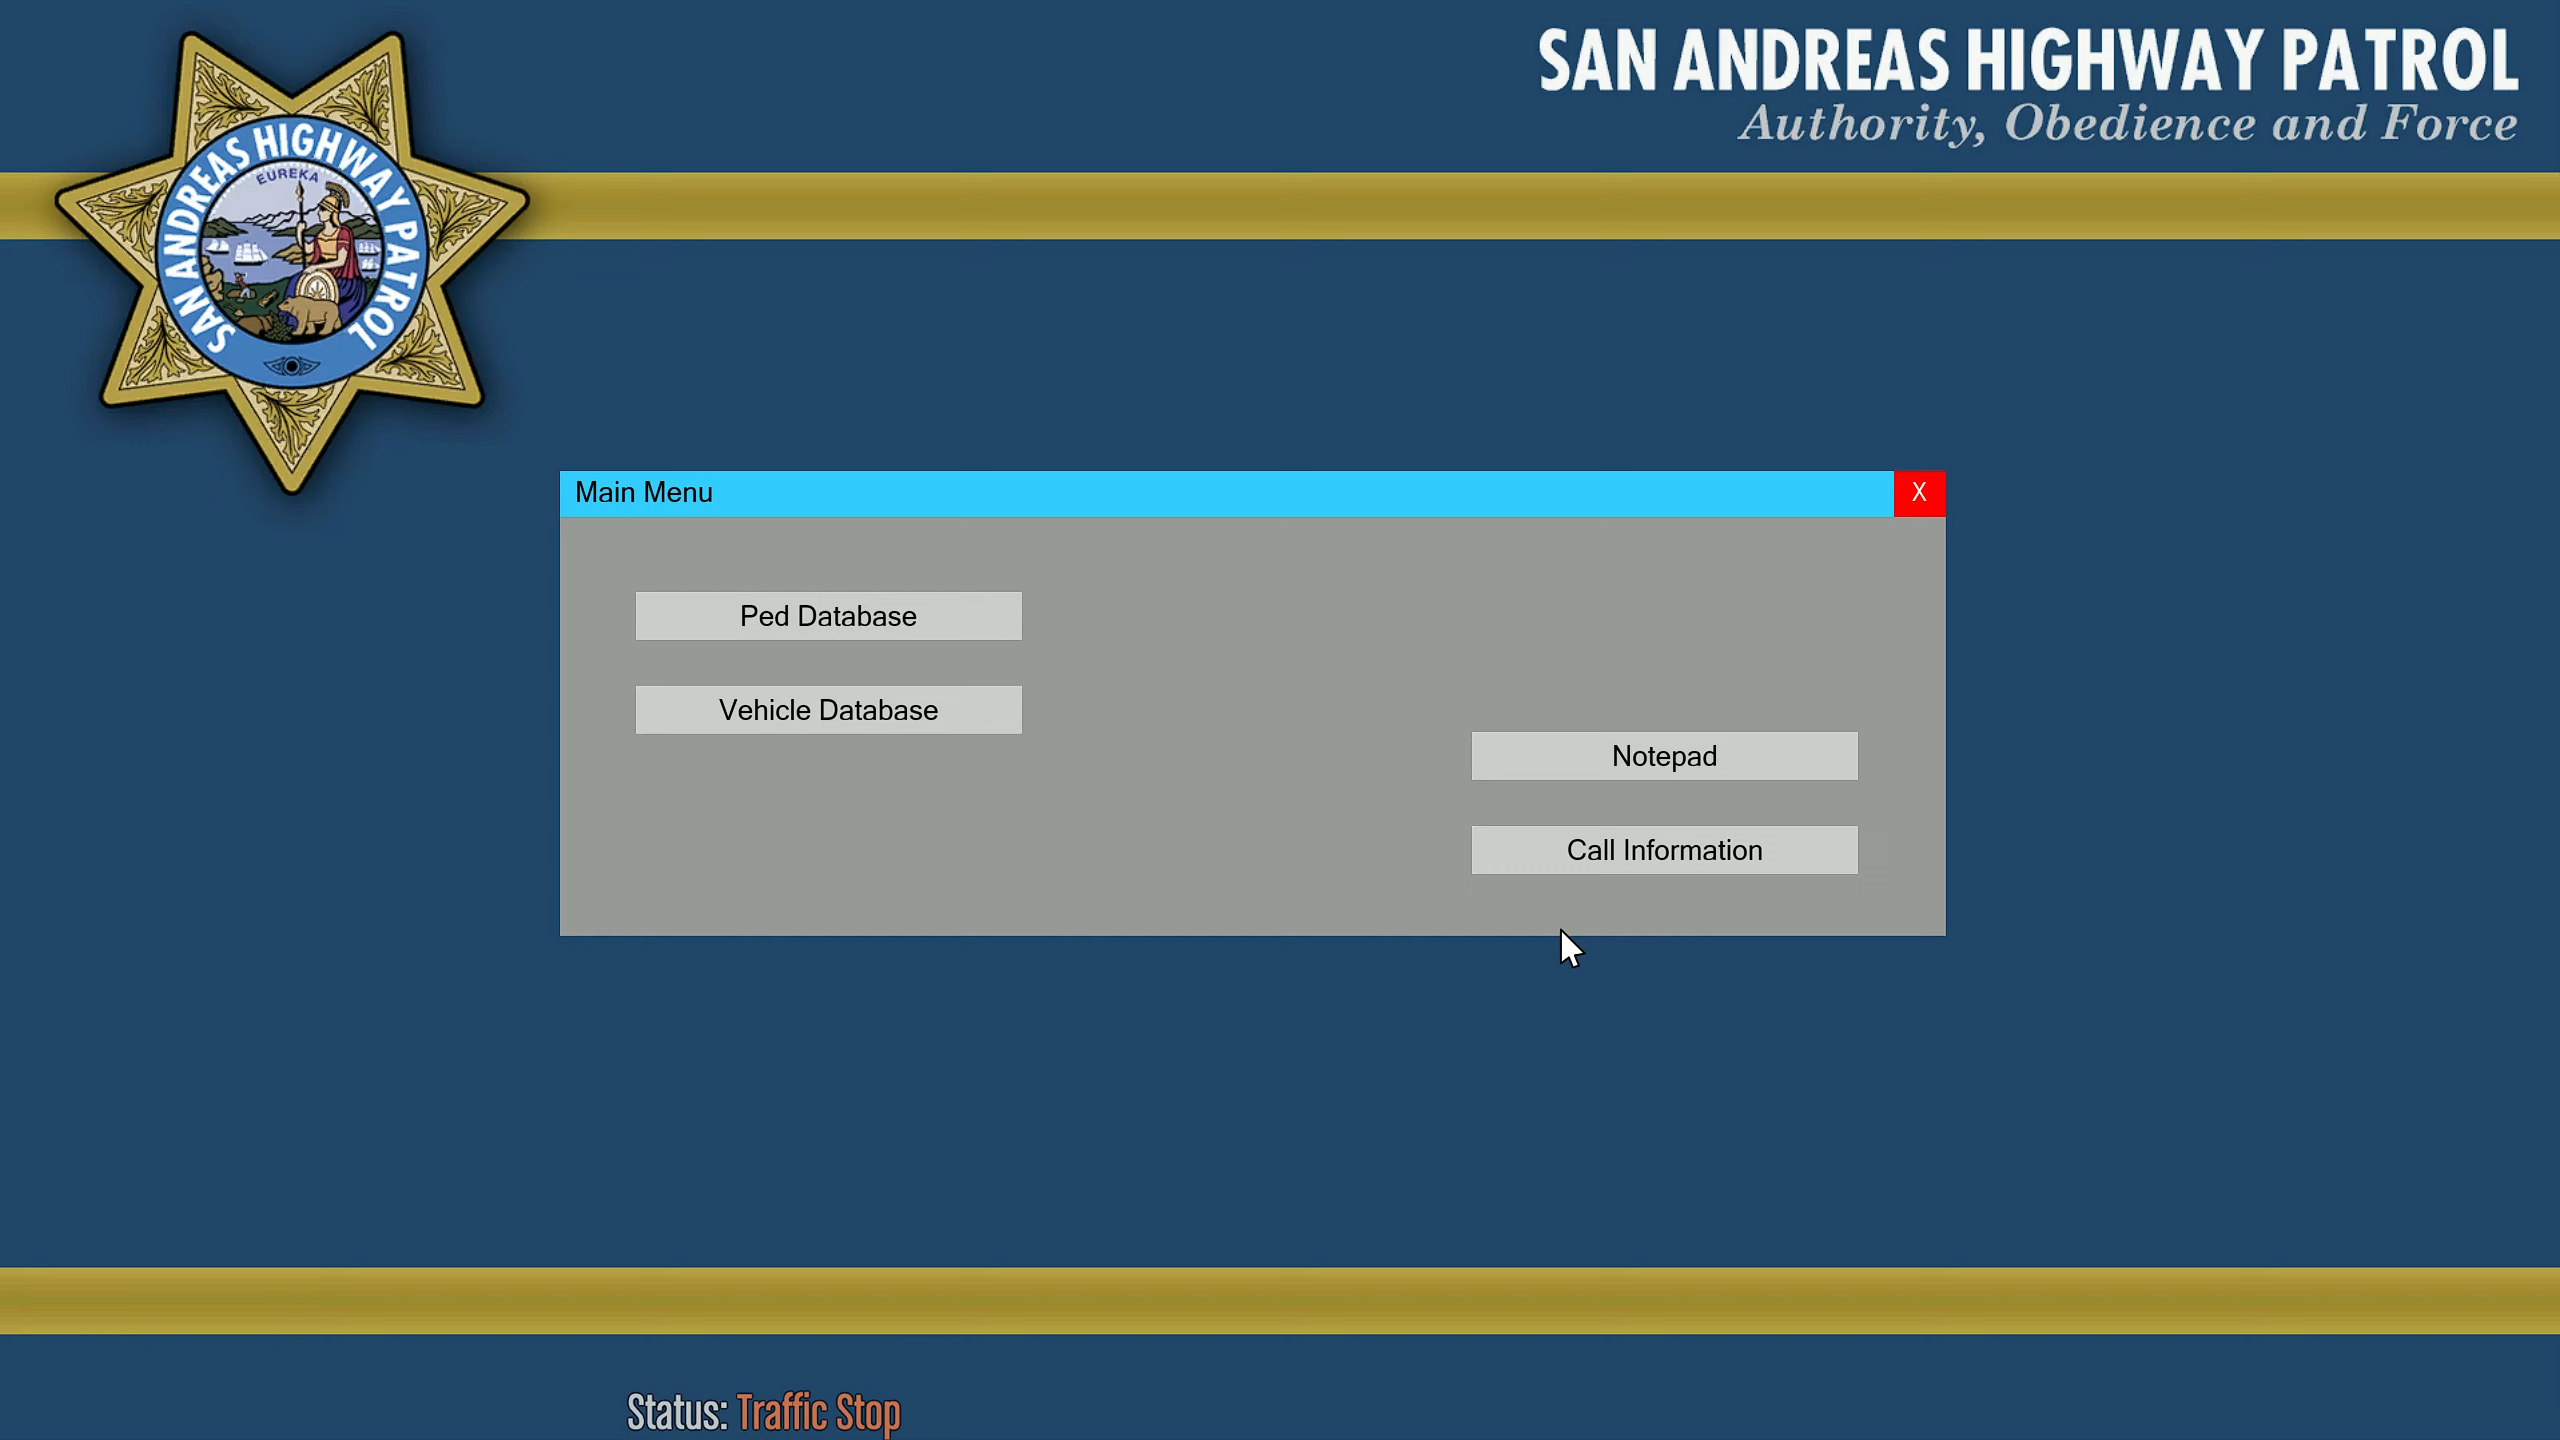 SAN ANDREAS HIGHWAY PATROL
Authority, Obedience and Force
SAN ANDREAS HIGHWAY PATROL
EUREKA
Main Menu
X
Ped Database
Vehicle Database
Notepad
Call Information
Status: Traffic Stop